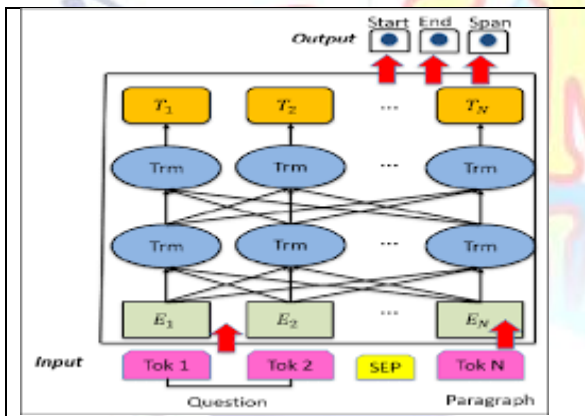 Start End Span
Output
T1 T2 ... TN
Trm Trm ... Trm
Trm Trm ... Trm
E1 E2 ... EN
Input Tok 1 Tok 2 SEP Tok N
Question Paragraph